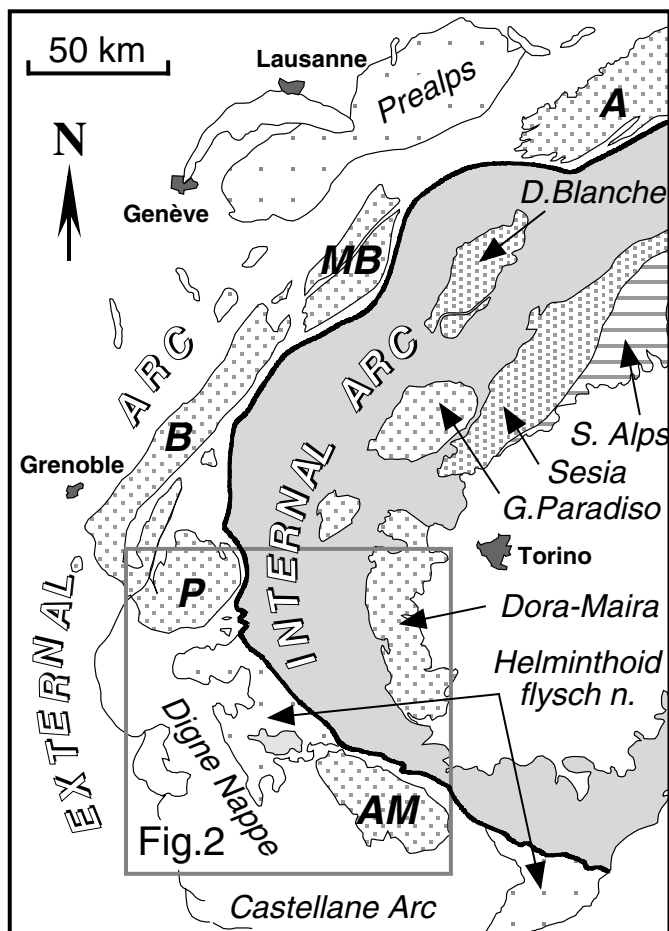 50 km
Lausanne
Prealps
A
N
Genève
D.Blanche
MB
ARC
ARC
B
S. Alps
Grenoble
Sesia
G.Paradiso
INTERNAL
Torino
P
EXTERNAL
Dora-Maira
Helminthoid
flysch n.
Digne Nappe
AM
Fig.2
Castellane Arc